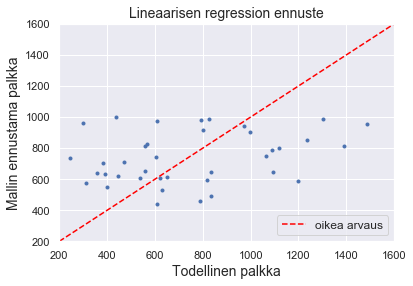 Lineaarisen regression ennuste
Mallin ennustama palkka
1600
1400
1200
1000
800
600
400
200
200 400 600 800 1000 1200 1400 1600
oikea arvaus
Todellinen palkka